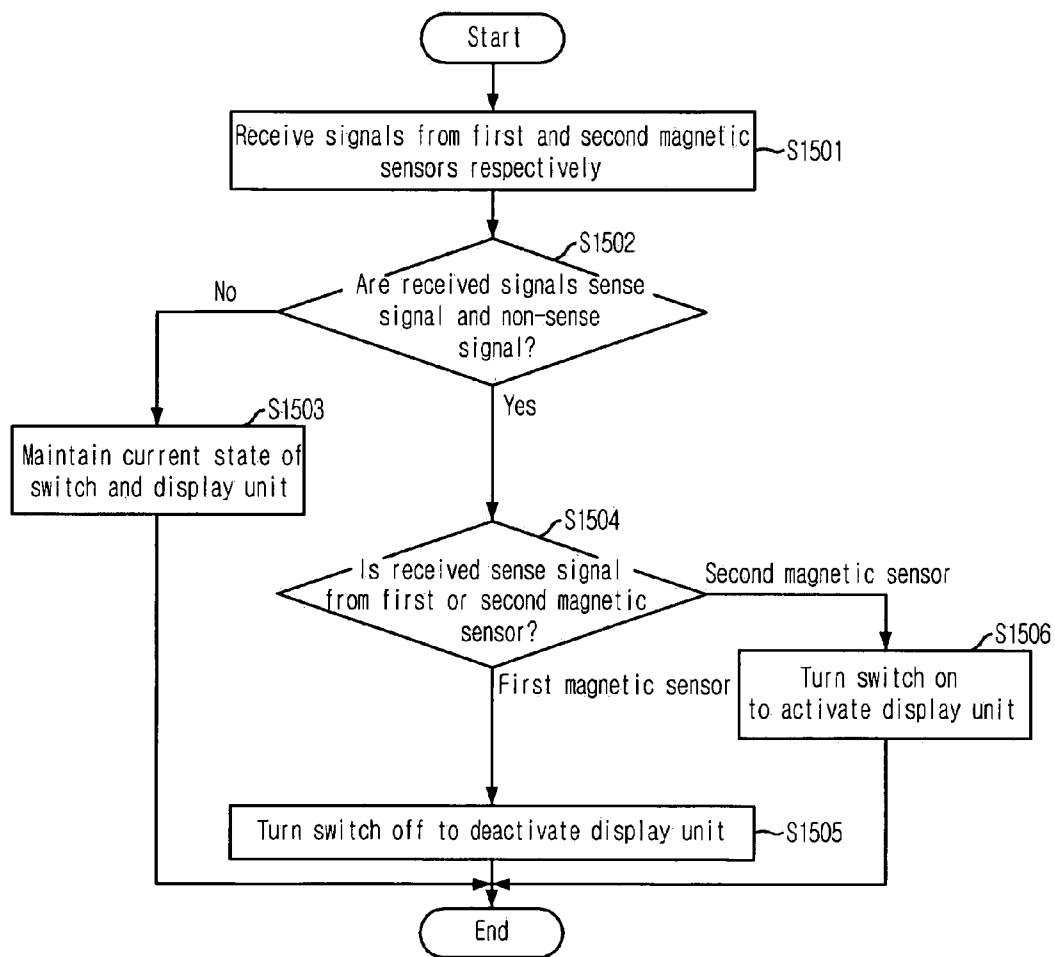 Start
Receive signals from first and second magnetic
sensors respectively
S1501
S1502
Are received signals sense
signal and non-sense
signal?
No
Yes
S1503
Maintain current state of
switch and display unit
S1504
Is received sense signal
from first or second magnetic
sensor?
Second magnetic sensor
First magnetic sensor
S1506
Turn switch on
to activate display unit
Turn switch off to deactivate display unit
S1505
End